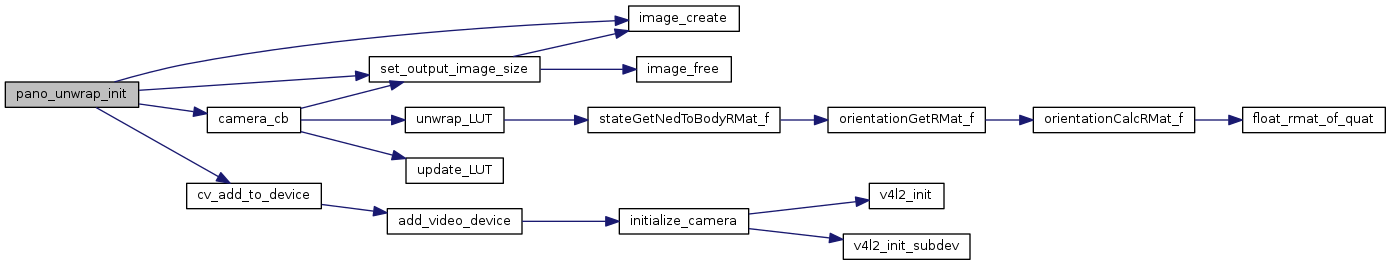 image_create
set_output_image_size
image_free
pano_unwrap_init
camera_cb
unwrap_LUT
stateGetNedToBodyRMat_f
orientationGetRMat_f
orientationCalcRMat_f
float_rmat_of_quat
update_LUT
cv_add_to_device
v4l2_init
add_video_device
initialize_camera
v4l2_init_subdev